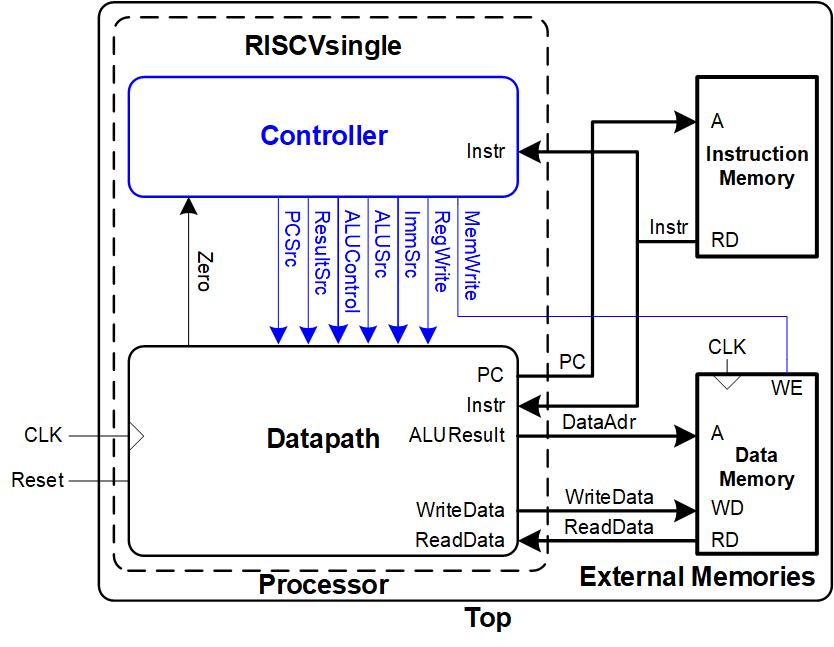 RISCVsingle
Controller
Instr
A
Instruction
Memory
Instr
RD
Zero
PCSrc
ResultSrc
ALUControl
ALUSrc
ImmSrc
RegWrite
MemWrite
CLK
PC
PC
WE
Instr
CLK
Datapath
ALUResult
DataAdr
A
Data
Memory
Reset
WriteData
WriteData
WD
ReadData
ReadData
RD
Processor
External Memories
Top